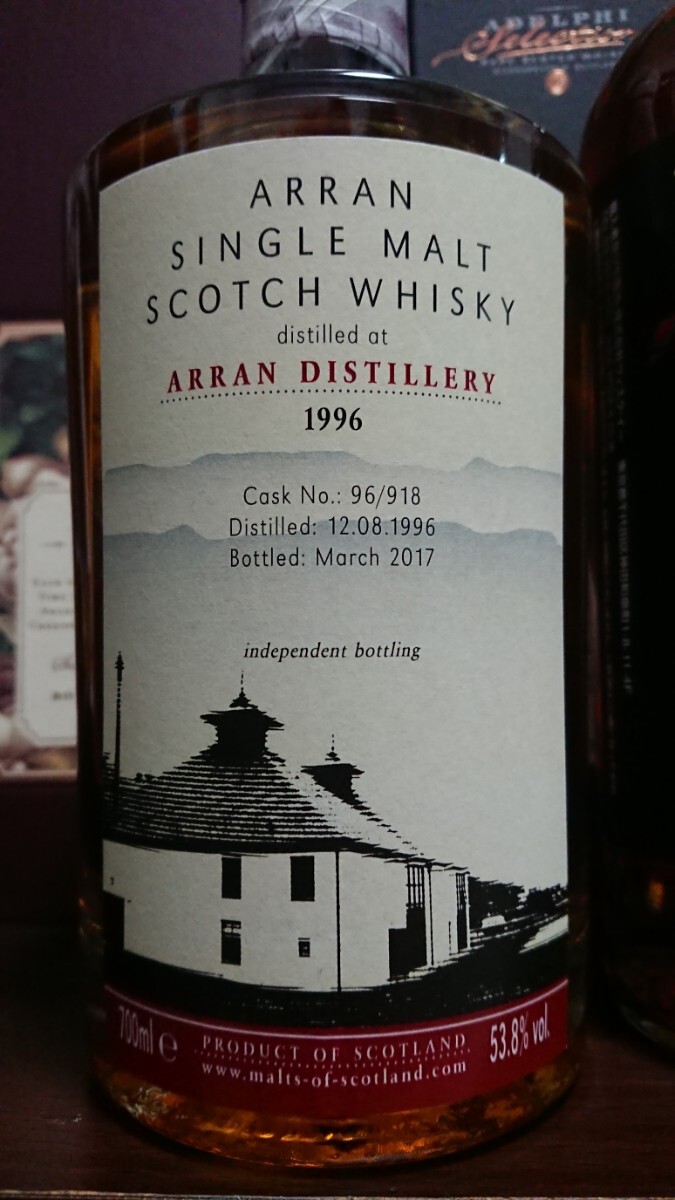 ADELPHI
Selection
ARRAN
SINGLE MALT
SCOTCH WHISKY
distilled at
ARRAN DISTILLERY
1996
Cask No.: 96/918
Distilled: 12.08.1996
Bottled: March 2017
independent bottling
700ml e
PRODUCT OF SCOTLAND
www.malts-of-scotland.com
53.8% vol.